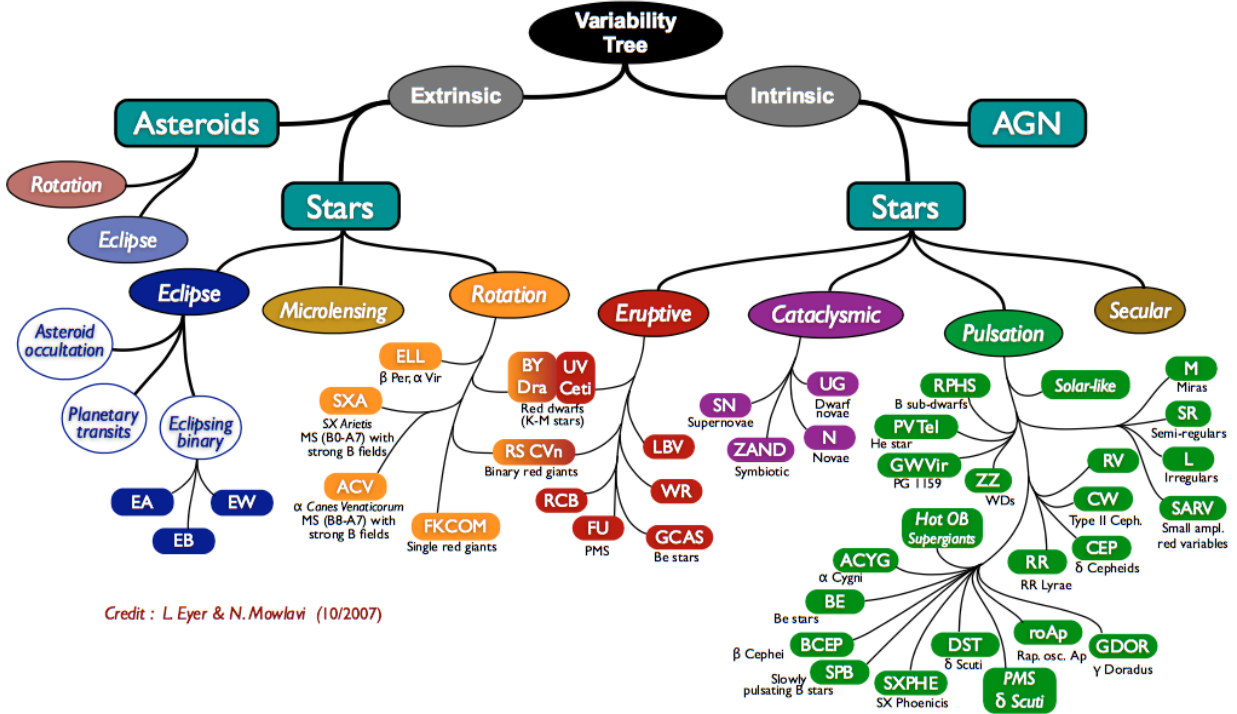 Variability
Tree
Extrinsic
Intrinsic
Asteroids
AGN
Rotation
Eclipse
Stars
Stars
Eclipse
Microlensing
Rotation
Eruptive
Cataclysmic
Pulsation
Secular
Asteroid
occultation
Planetary
transits
Eclipsing
binary
EA
EB
EW
ELL
β Per, α Vir
SXA
SX Arietis
MS (B0-A7) with
strong B fields
ACV
α Canes Venaticorum
MS (B8-A7) with
strong B fields
BY
Dra
UV
Ceti
Red dwarfs
(K-M stars)
RS CVn
Binary red giants
FKCOM
Single red giants
LBV
WR
RCB
FU
PMS
GCAS
Be stars
SN
Supernovae
UG
Dwarf
novae
ZAND
Symbiotic
N
Novae
RPHS
B sub-dwarfs
Solar-like
PVTel
He star
GWVir
PG 1159
ZZ
WDs
M
Miras
SR
Semi-regulars
L
Irregulars
SARV
Small ampl.
red variables
RV
CW
Type II Ceph.
CEP
δ Cepheids
RR
RR Lyrae
Hot OB
Supergiants
ACYG
α Cygni
BE
Be stars
BCEP
β Cephei
SPB
Slowly
pulsating B stars
SXPHE
SX Phoenicis
DST
δ Scuti
PMS
δ Scuti
roAp
Rap. osc. Ap
GDOR
γ Doradus
Credit : L. Eyer & N. Mowlavi (10/2007)